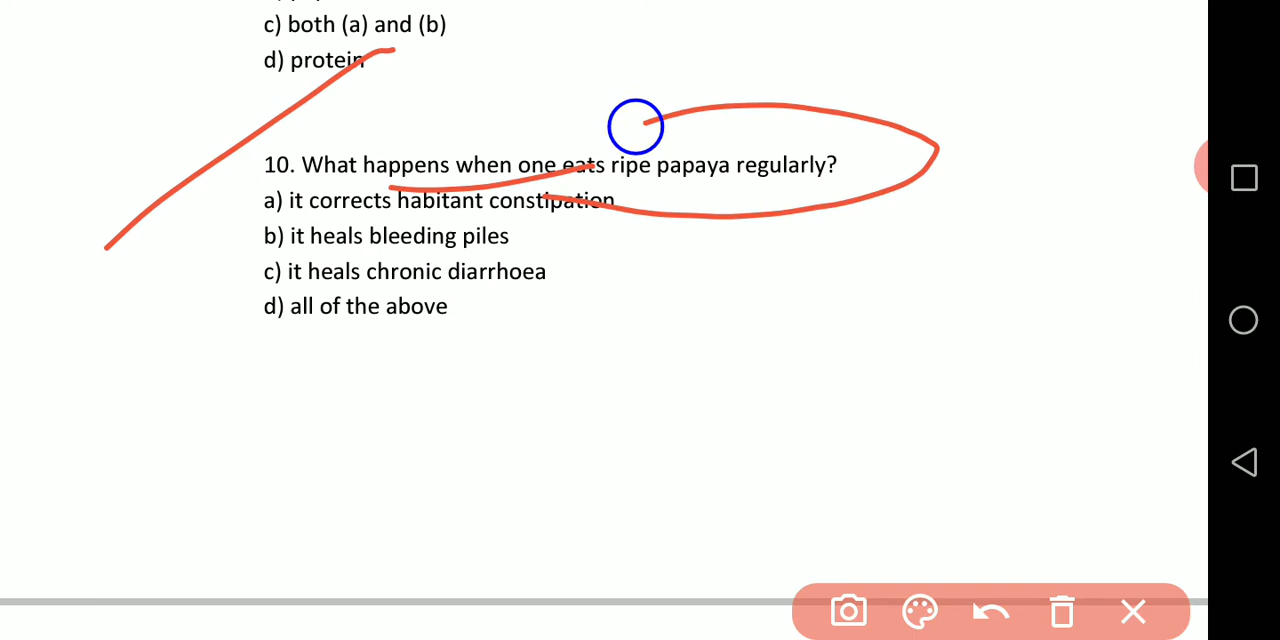 c) both (a) and (b)
d) protein
10. What happens when one eats ripe papaya regularly?
a) it corrects habitant constipation
b) it heals bleeding piles
c) it heals chronic diarrhoea
d) all of the above